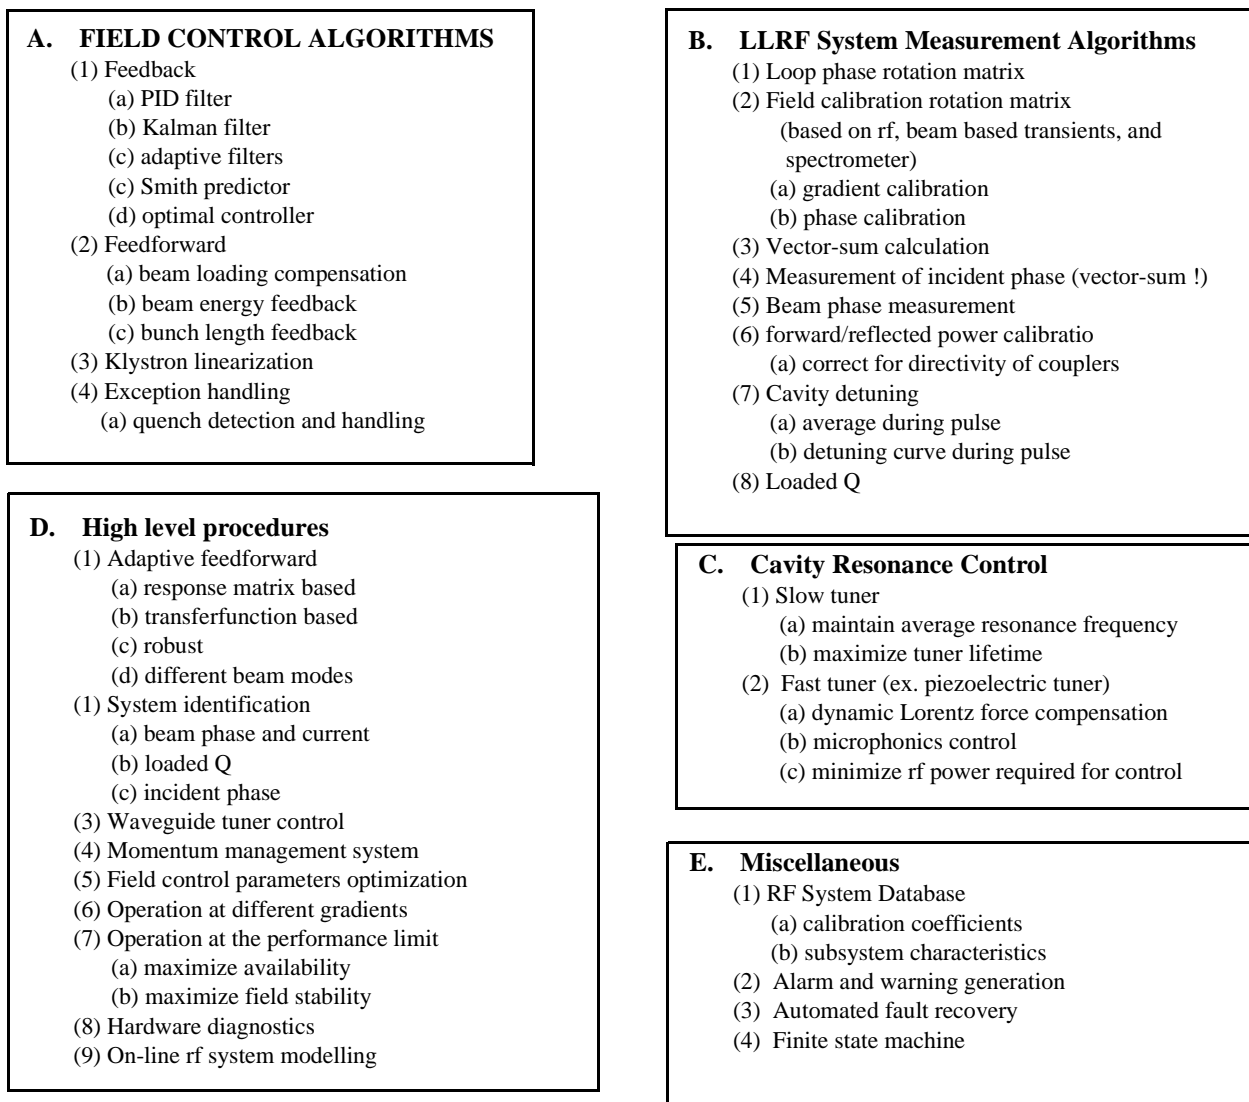 A. FIELD CONTROL ALGORITHMS
(1) Feedback
(a) PID filter
(b) Kalman filter
(c) adaptive filters
(c) Smith predictor
(d) optimal controller
(2) Feedforward
(a) beam loading compensation
(b) beam energy feedback
(c) bunch length feedback
(3) Klystron linearization
(4) Exception handling
(a) quench detection and handling
B. LLRF System Measurement Algorithms
(1) Loop phase rotation matrix
(2) Field calibration rotation matrix
(based on rf, beam based transients, and
spectrometer)
(a) gradient calibration
(b) phase calibration
(3) Vector-sum calculation
(4) Measurement of incident phase (vector-sum !)
(5) Beam phase measurement
(6) forward/reflected power calibratio
(a) correct for directivity of couplers
(7) Cavity detuning
(a) average during pulse
(b) detuning curve during pulse
(8) Loaded Q
C. Cavity Resonance Control
(1) Slow tuner
(a) maintain average resonance frequency
(b) maximize tuner lifetime
(2) Fast tuner (ex. piezoelectric tuner)
(a) dynamic Lorentz force compensation
(b) microphonics control
(c) minimize rf power required for control
D. High level procedures
(1) Adaptive feedforward
(a) response matrix based
(b) transferfunction based
(c) robust
(d) different beam modes
(1) System identification
(a) beam phase and current
(b) loaded Q
(c) incident phase
(3) Waveguide tuner control
(4) Momentum management system
(5) Field control parameters optimization
(6) Operation at different gradients
(7) Operation at the performance limit
(a) maximize availability
(b) maximize field stability
(8) Hardware diagnostics
(9) On-line rf system modelling
E. Miscellaneous
(1) RF System Database
(a) calibration coefficients
(b) subsystem characteristics
(2) Alarm and warning generation
(3) Automated fault recovery
(4) Finite state machine